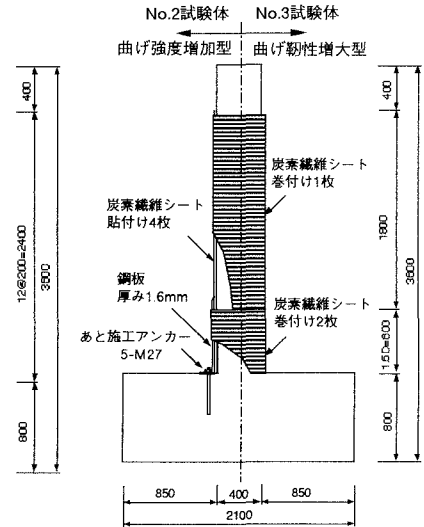 No.2試験体
No.3試験体
曲げ強度増加型
曲げ靭性増大型
400
12@200=2400
3600
800
炭素繊維シート
貼付け4枚
鋼板
厚み1.6mm
あと施工アンカー
5-M27
炭素繊維シート
巻付け1枚
炭素繊維シート
巻付け2枚
400
1800
1.5D=600
3600
800
850
400
850
2100